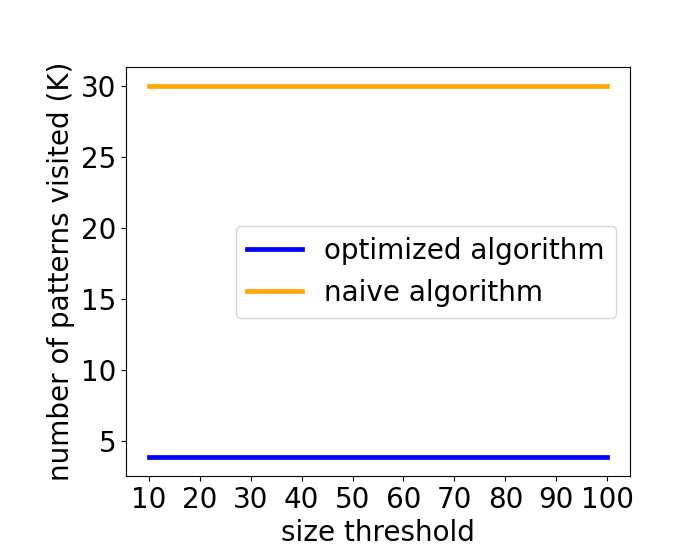 number of patterns visited (K)
30
25
20
15
10
5
optimized algorithm
naive algorithm
10 20 30 40 50 60 70 80 90 100
size threshold